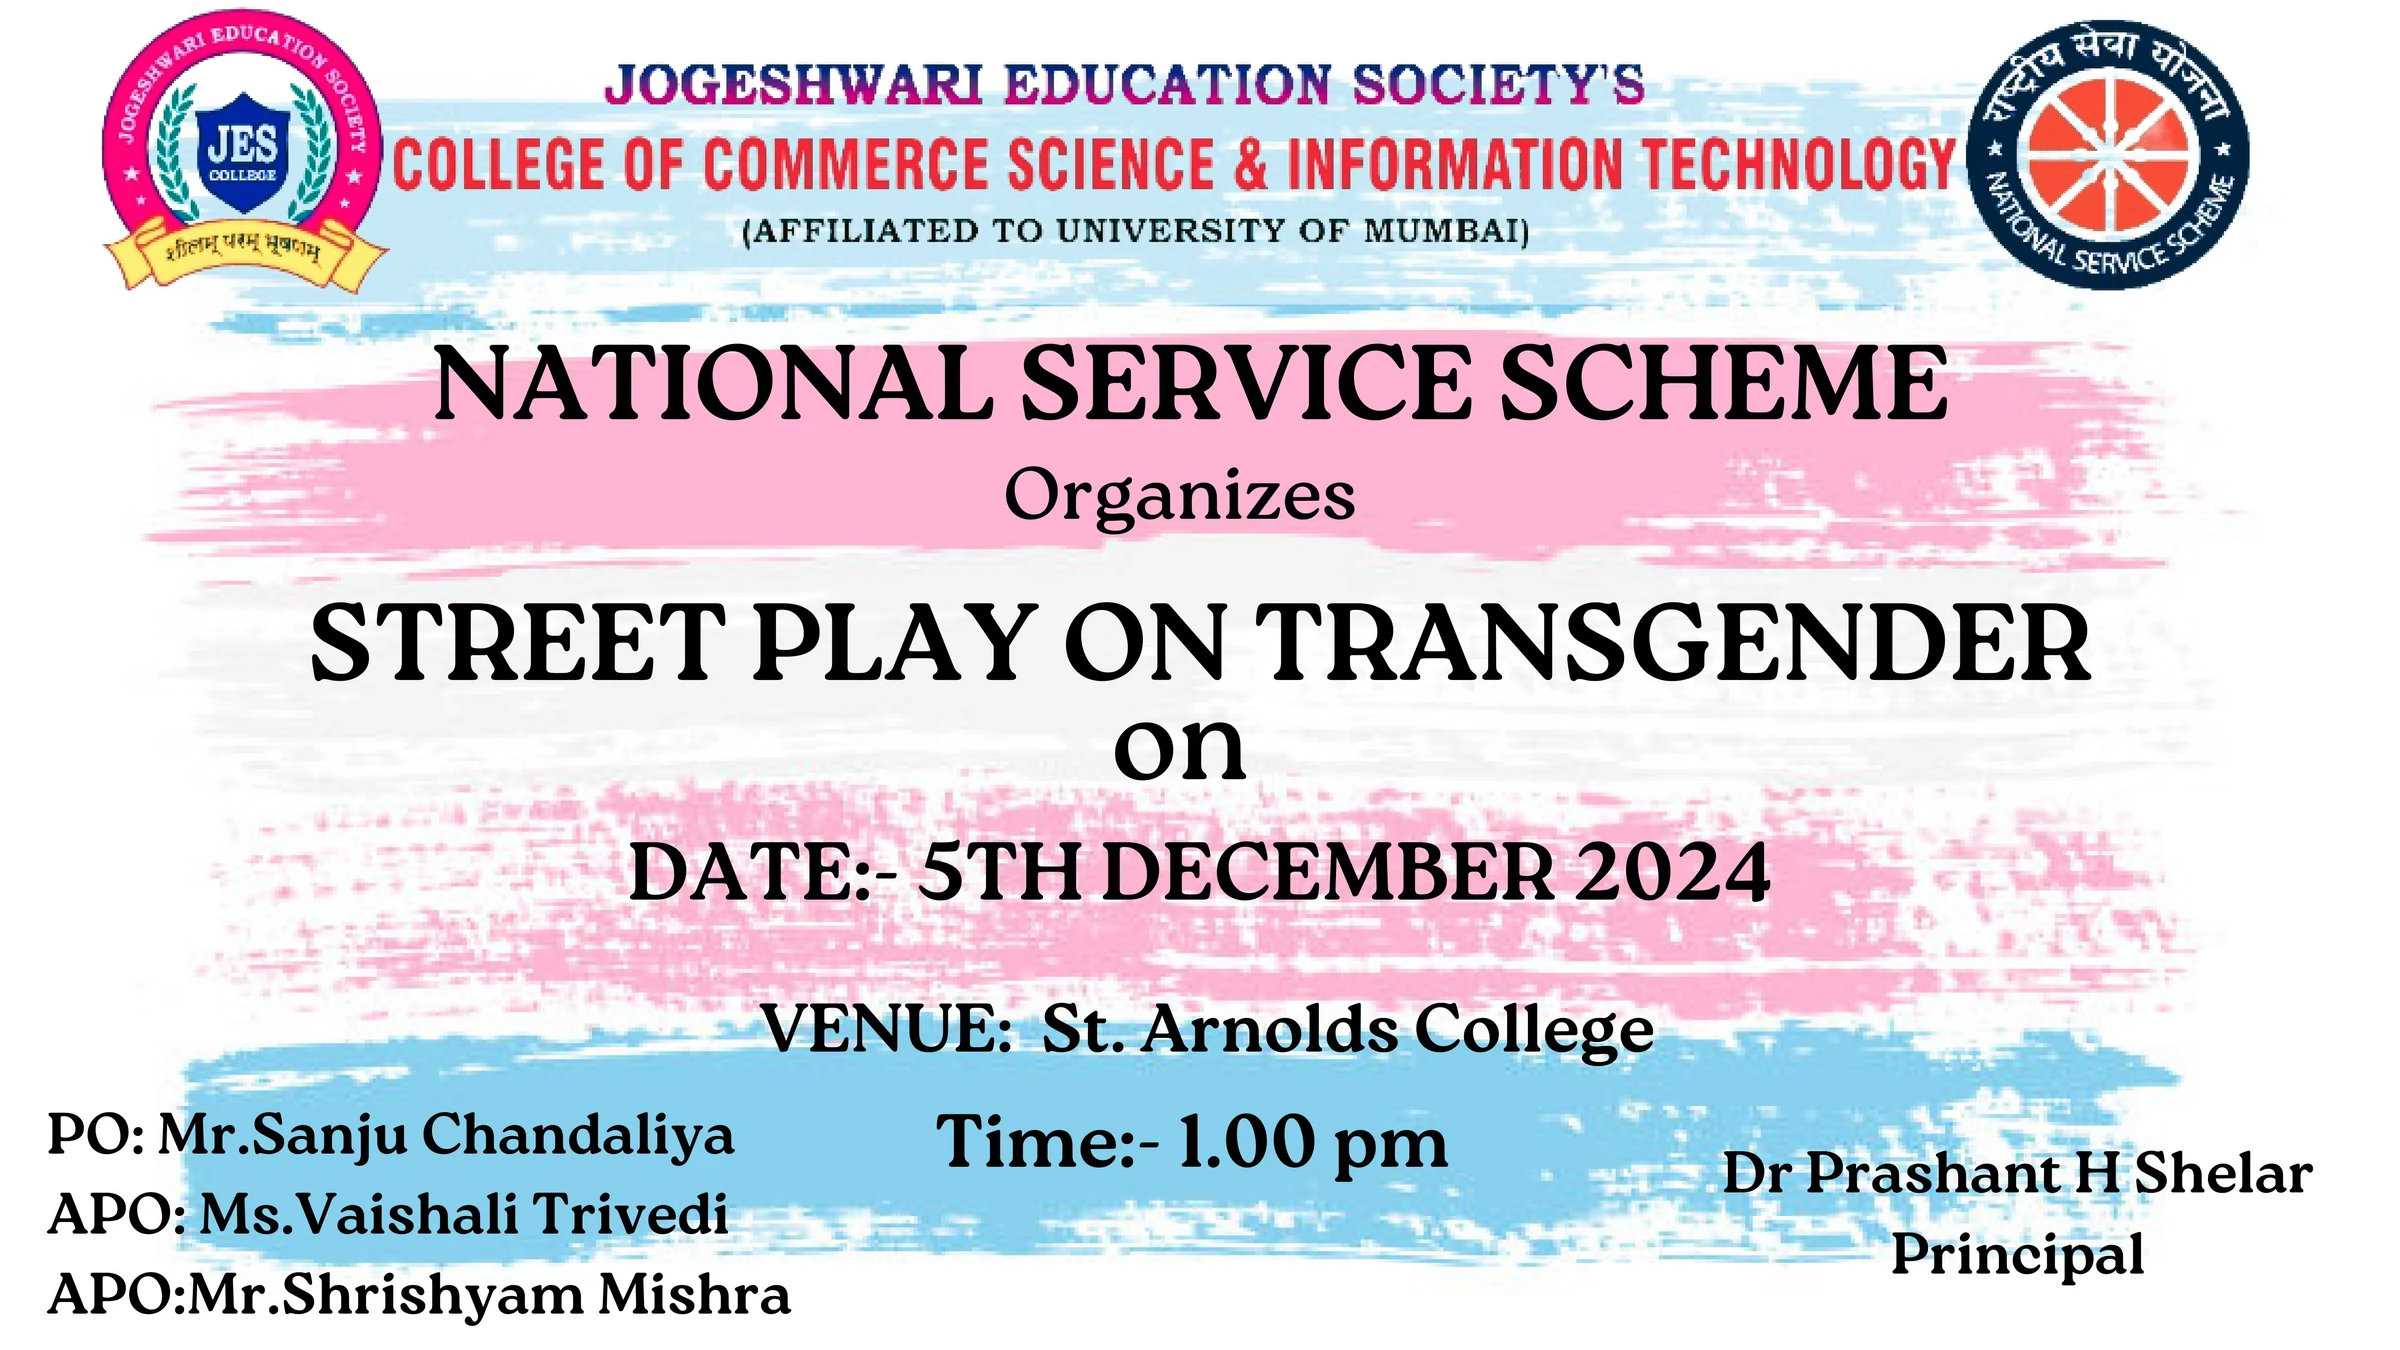 JOGESHWARI EDUCATION SOCIETY
JES
COLLEGE
शीलम् परम् भूषणम्
JOGESHWARI EDUCATION SOCIETY'S
COLLEGE OF COMMERCE SCIENCE & INFORMATION TECHNOLOGY
(AFFILIATED TO UNIVERSITY OF MUMBAI)
राष्ट्रीय सेवा योजना
NATIONAL SERVICE SCHEME
NATIONAL SERVICE SCHEME
Organizes
STREET PLAY ON TRANSGENDER
on
DATE:- 5TH DECEMBER 2024
VENUE: St. Arnolds College
Time:- 1.00 pm
PO: Mr.Sanju Chandaliya
APO: Ms.Vaishali Trivedi
APO:Mr.Shrishyam Mishra
Dr Prashant H Shelar
Principal